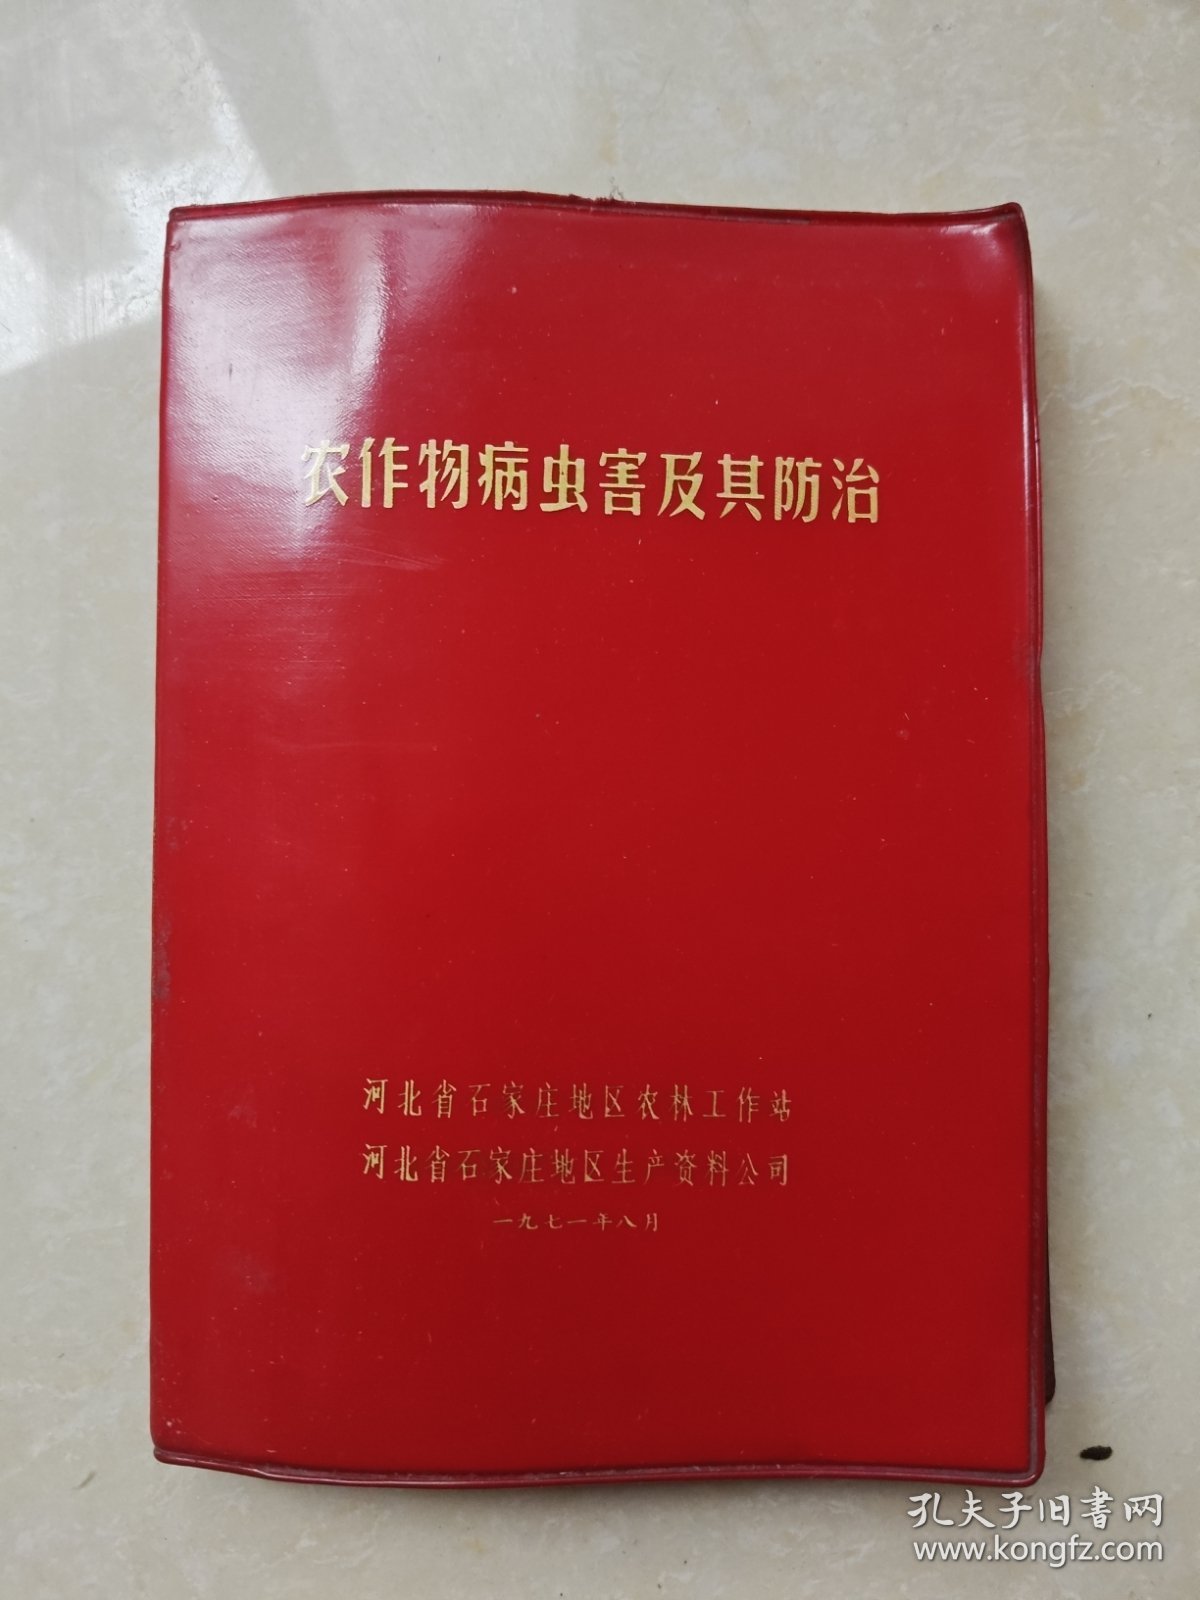 农作物病虫害及其防治
河北省石家庄地区农林工作站
河北省石家庄地区生产资料公司
一九七一年八月
孔夫子旧书网
www.kongfz.com